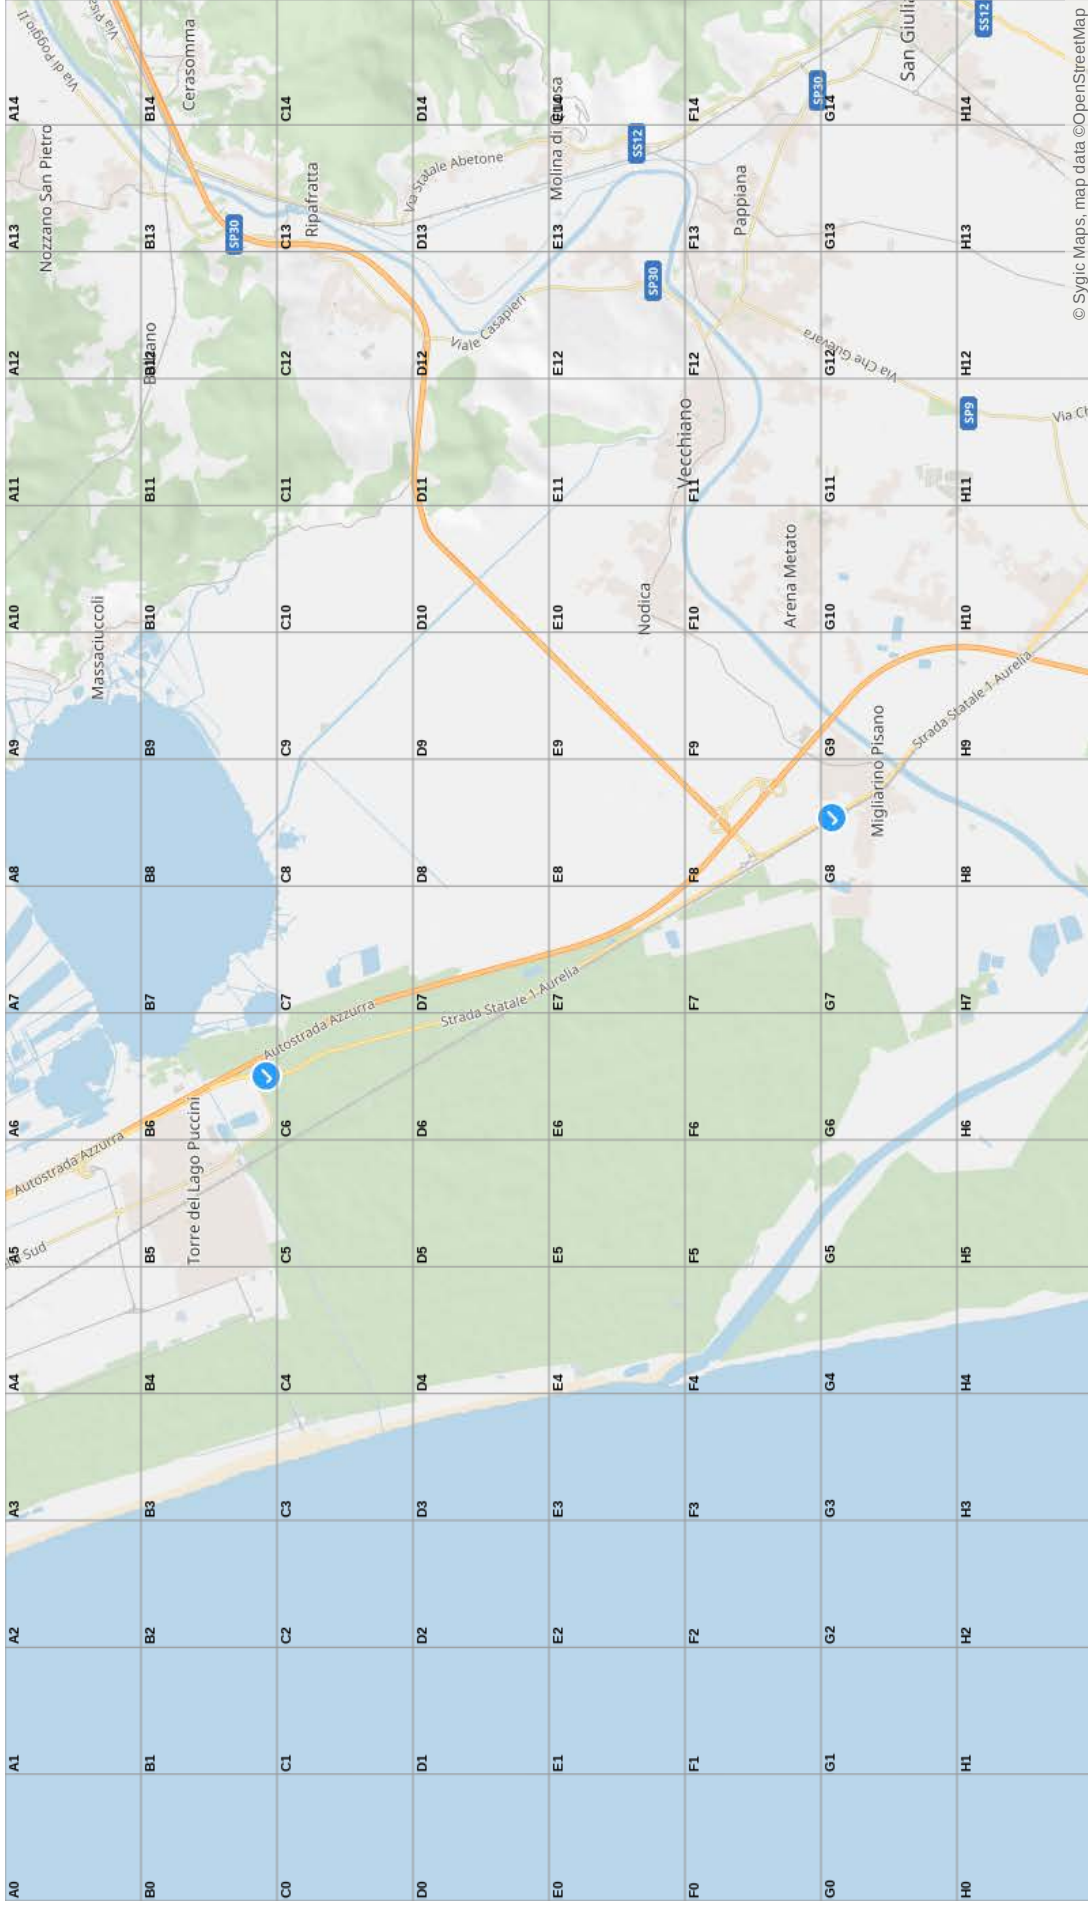 A0 A1 A2 A3 A4 A5 A6 A7 A8 A9 A10 A11 A12 A13 A14
Sud
Via di Poggio II
Nozzano San Pietro
Autostrada Azzurra
Massaciuccoli
Via Pisa
B0 B1 B2 B3 B4 B5 B6 B7 B8 B9 B10 B11 B12 B13 B14
Balbano
Torre del Lago Puccini
Cerasomma
SP30
C0 C1 C2 C3 C4 C5 C6 C7 C8 C9 C10 C11 C12 C13 C14
Autostrada Azzurra
Ripafratta
D0 D1 D2 D3 D4 D5 D6 D7 D8 D9 D10 D11 D12 D13 D14
Via Statale Abetone
Viale Casapieri
Strada Statale 1 Aurelia
E0 E1 E2 E3 E4 E5 E6 E7 E8 E9 E10 E11 E12 E13 E14
Molina di Quosa
SS12
Nodica
SP30
Vecchiano
F0 F1 F2 F3 F4 F5 F6 F7 F8 F9 F10 F11 F12 F13 F14
Pappiana
Arena Metato
SP30
G0 G1 G2 G3 G4 G5 G6 G7 G8 G9 G10 G11 G12 G13 G14
Via Che Guevara
Migliarino Pisano
San Giulia
Strada Statale 1 Aurelia
H0 H1 H2 H3 H4 H5 H6 H7 H8 H9 H10 H11 H12 H13 H14
SP9
SS12
Via Ch
© Sygic Maps, map data ©OpenStreetMap